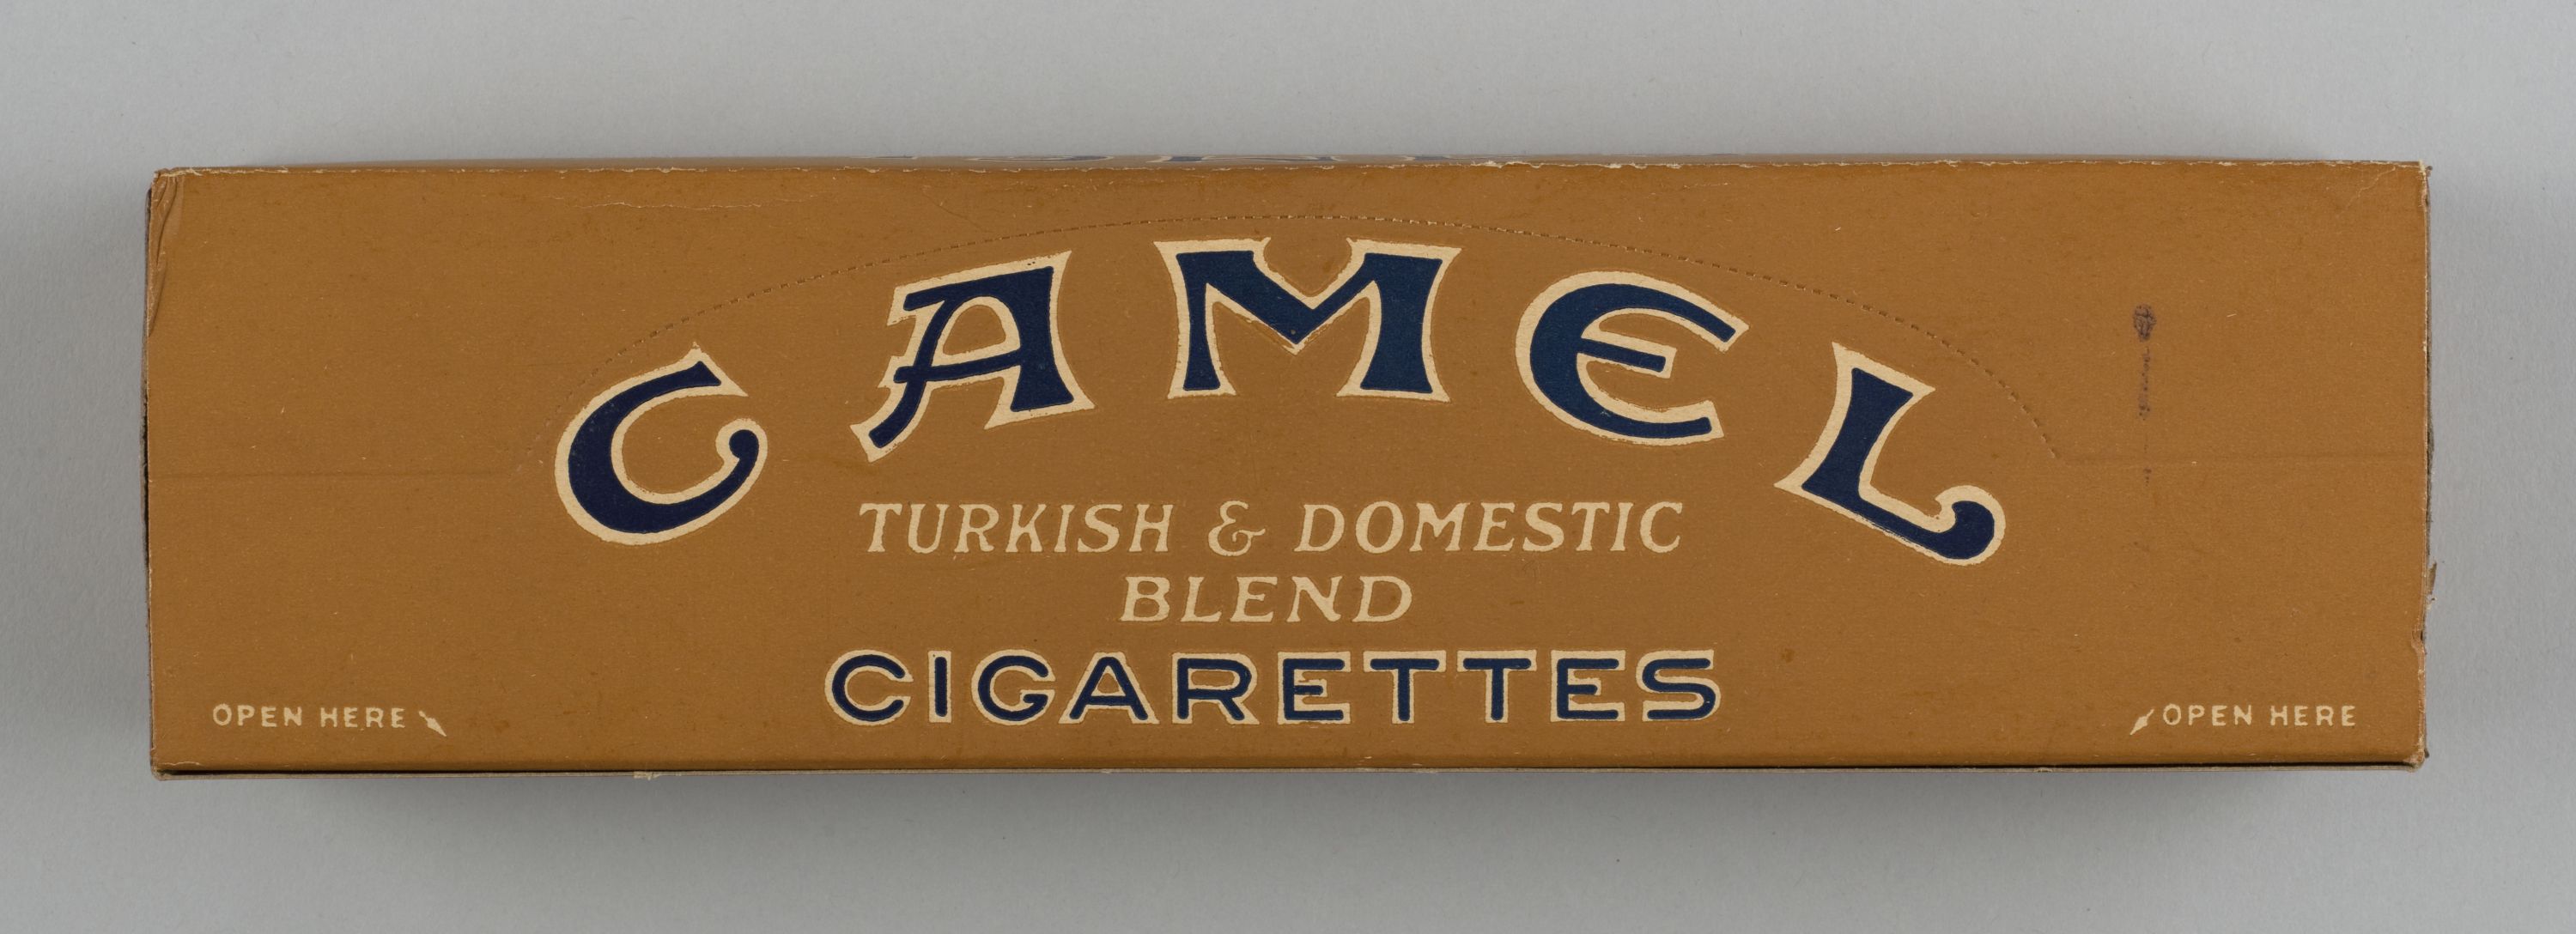 CAMEL
TURKISH & DOMESTIC
BLEND
CIGARETTES
OPEN HERE
OPEN HERE